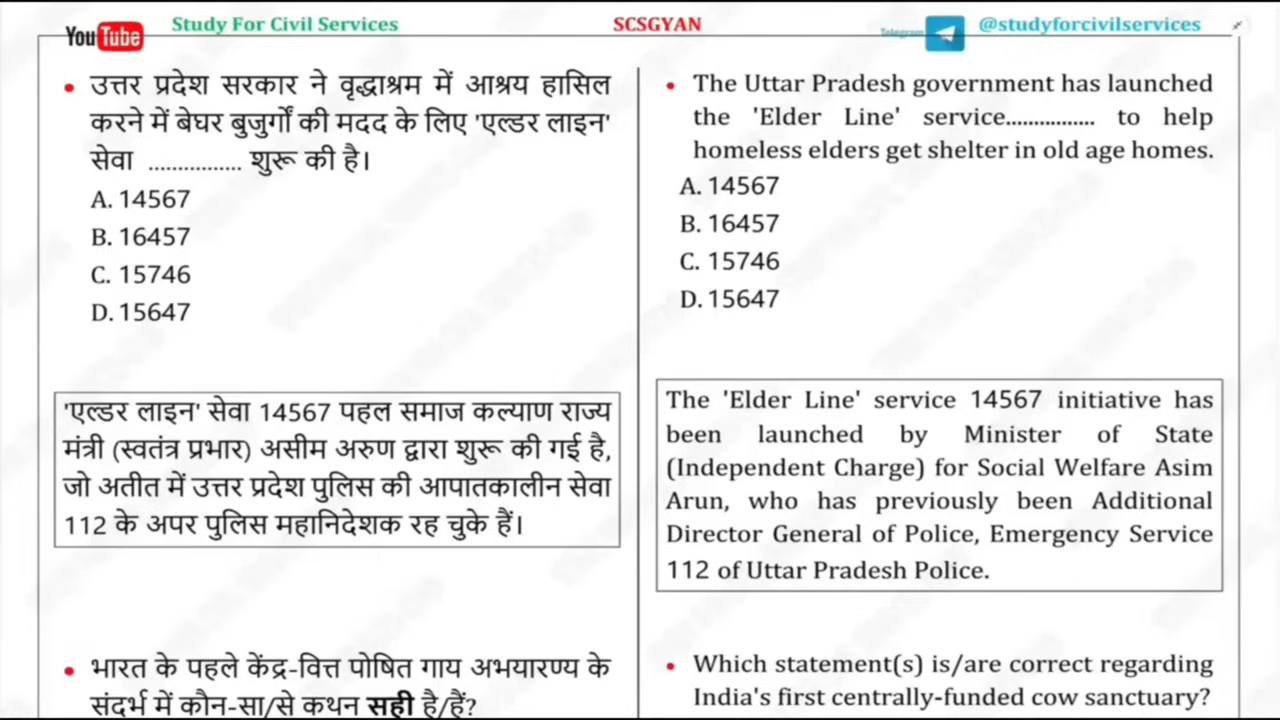 YouTube
Study For Civil Services
SCSGYAN
Telegram
@studyforcivilservices
• उत्तर प्रदेश सरकार ने वृद्धाश्रम में आश्रय हासिल
करने में बेघर बुजुर्गों की मदद के लिए 'एल्डर लाइन'
सेवा ................ शुरू की है।
A. 14567
B. 16457
C. 15746
D. 15647
'एल्डर लाइन' सेवा 14567 पहल समाज कल्याण राज्य
मंत्री (स्वतंत्र प्रभार) असीम अरुण द्वारा शुरू की गई है,
जो अतीत में उत्तर प्रदेश पुलिस की आपातकालीन सेवा
112 के अपर पुलिस महानिदेशक रह चुके हैं।
• भारत के पहले केंद्र-वित्त पोषित गाय अभयारण्य के
संदर्भ में कौन-सा/से कथन सही है/हैं?
• The Uttar Pradesh government has launched
the 'Elder Line' service................ to help
homeless elders get shelter in old age homes.
A. 14567
B. 16457
C. 15746
D. 15647
The 'Elder Line' service 14567 initiative has
been launched by Minister of State
(Independent Charge) for Social Welfare Asim
Arun, who has previously been Additional
Director General of Police, Emergency Service
112 of Uttar Pradesh Police.
• Which statement(s) is/are correct regarding
India's first centrally-funded cow sanctuary?